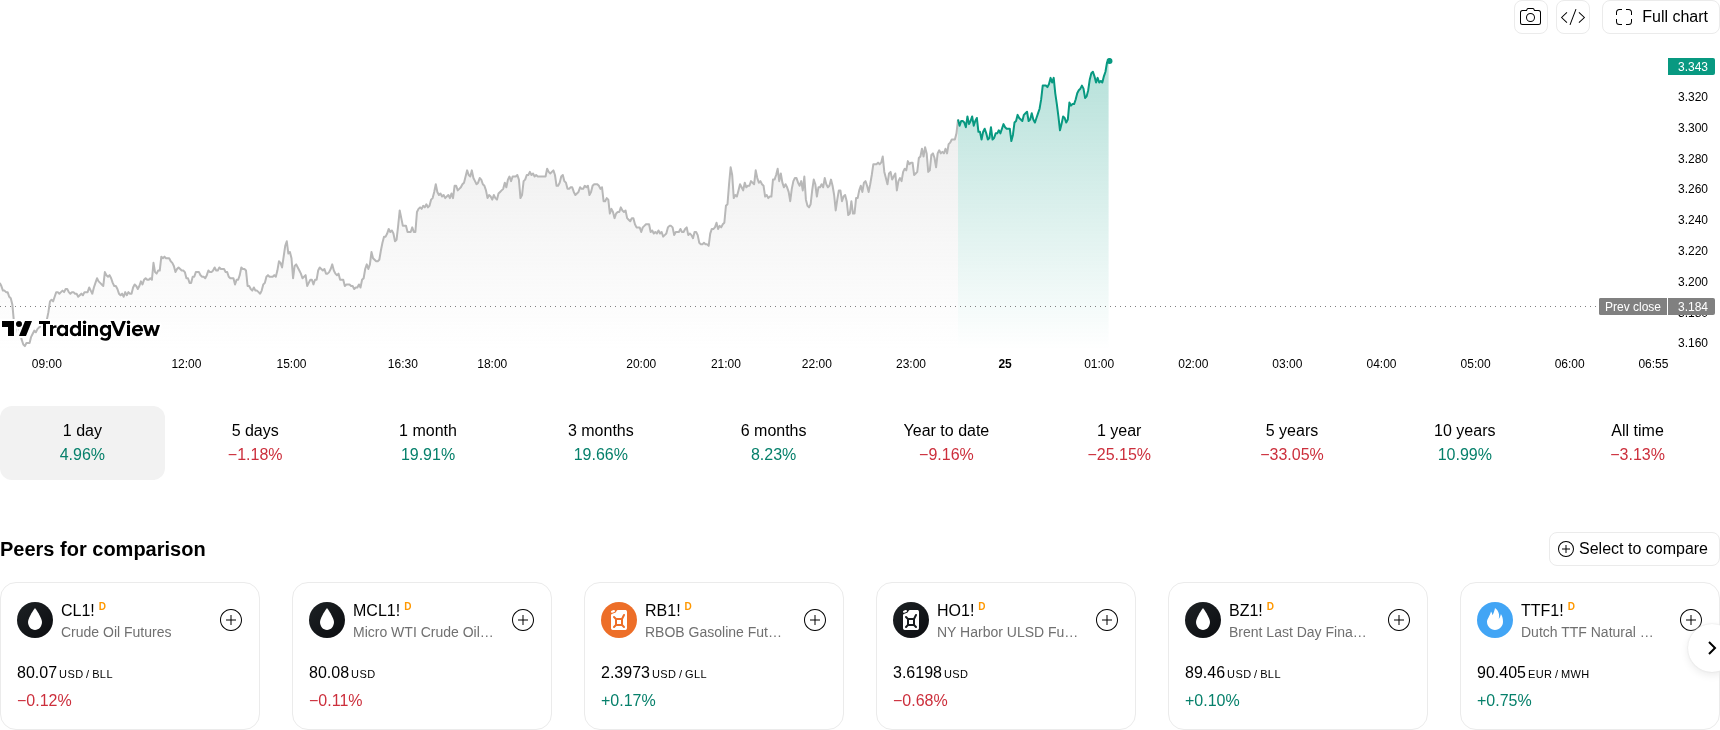 Full chart
3.343
3.320
3.300
3.280
3.260
3.240
3.220
3.200
Prev close 3.184
3.180
3.160
TradingView
09:00 12:00 15:00 16:30 18:00 20:00 21:00 22:00 23:00 25 01:00 02:00 03:00 04:00 05:00 06:00 06:55
1 day 5 days 1 month 3 months 6 months Year to date 1 year 5 years 10 years All time
4.96% −1.18% 19.91% 19.66% 8.23% −9.16% −25.15% −33.05% 10.99% −3.13%
Peers for comparison
Select to compare
CL1! D
Crude Oil Futures
80.07 USD / BLL
−0.12%
MCL1! D
Micro WTI Crude Oil…
80.08 USD
−0.11%
RB1! D
RBOB Gasoline Fut…
2.3973 USD / GLL
+0.17%
HO1! D
NY Harbor ULSD Fu…
3.6198 USD
−0.68%
BZ1! D
Brent Last Day Fina…
89.46 USD / BLL
+0.10%
TTF1! D
Dutch TTF Natural …
90.405 EUR / MWH
+0.75%